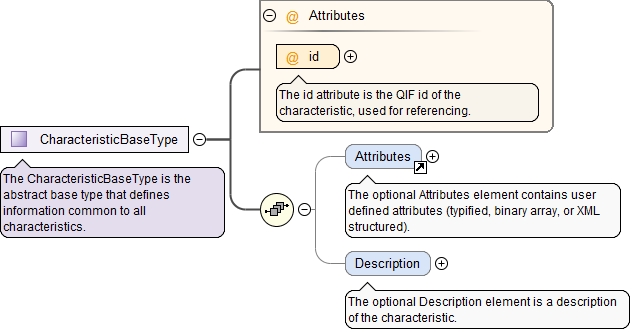 @ Attributes
@ id
The id attribute is the QIF id of the
characteristic, used for referencing.
CharacteristicBaseType
The CharacteristicBaseType is the
abstract base type that defines
information common to all
characteristics.
Attributes
The optional Attributes element contains user
defined attributes (typified, binary array, or XML
structured).
Description
The optional Description element is a description
of the characteristic.